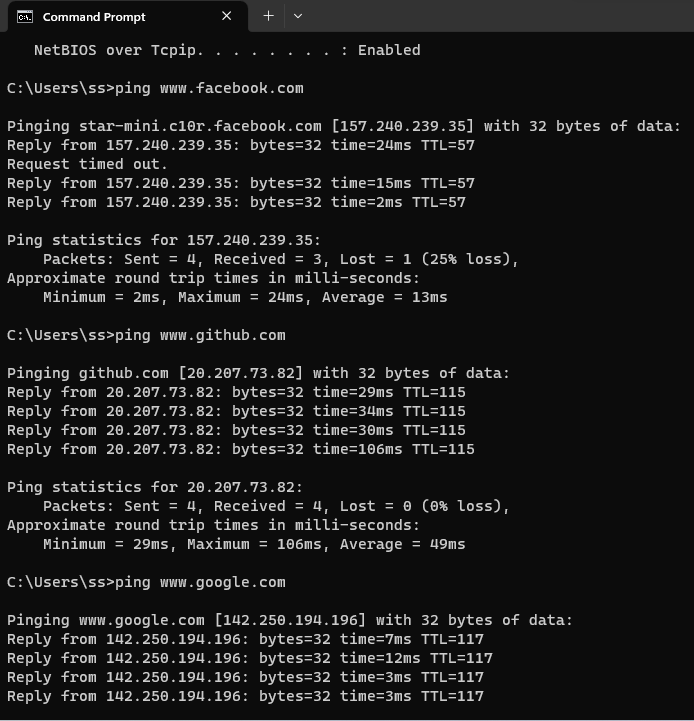 Command Prompt
NetBIOS over Tcpip. . . . . . . . : Enabled
C:\Users\ss>ping www.facebook.com
Pinging star-mini.c10r.facebook.com [157.240.239.35] with 32 bytes of data:
Reply from 157.240.239.35: bytes=32 time=24ms TTL=57
Request timed out.
Reply from 157.240.239.35: bytes=32 time=15ms TTL=57
Reply from 157.240.239.35: bytes=32 time=2ms TTL=57
Ping statistics for 157.240.239.35:
Packets: Sent = 4, Received = 3, Lost = 1 (25% loss),
Approximate round trip times in milli-seconds:
Minimum = 2ms, Maximum = 24ms, Average = 13ms
C:\Users\ss>ping www.github.com
Pinging github.com [20.207.73.82] with 32 bytes of data:
Reply from 20.207.73.82: bytes=32 time=29ms TTL=115
Reply from 20.207.73.82: bytes=32 time=34ms TTL=115
Reply from 20.207.73.82: bytes=32 time=30ms TTL=115
Reply from 20.207.73.82: bytes=32 time=106ms TTL=115
Ping statistics for 20.207.73.82:
Packets: Sent = 4, Received = 4, Lost = 0 (0% loss),
Approximate round trip times in milli-seconds:
Minimum = 29ms, Maximum = 106ms, Average = 49ms
C:\Users\ss>ping www.google.com
Pinging www.google.com [142.250.194.196] with 32 bytes of data:
Reply from 142.250.194.196: bytes=32 time=7ms TTL=117
Reply from 142.250.194.196: bytes=32 time=12ms TTL=117
Reply from 142.250.194.196: bytes=32 time=3ms TTL=117
Reply from 142.250.194.196: bytes=32 time=3ms TTL=117